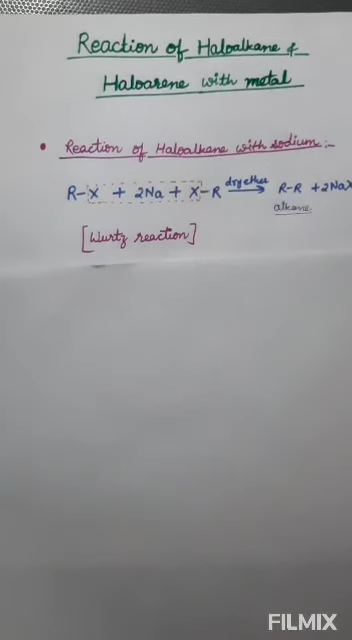 Reaction of Haloalkane &
Haloarene with metal
• Reaction of Haloalkane with sodium:-
R-X + 2Na + X-R dry ether → R-R + 2NaX
alkane
[Wurtz reaction]
FILMIX